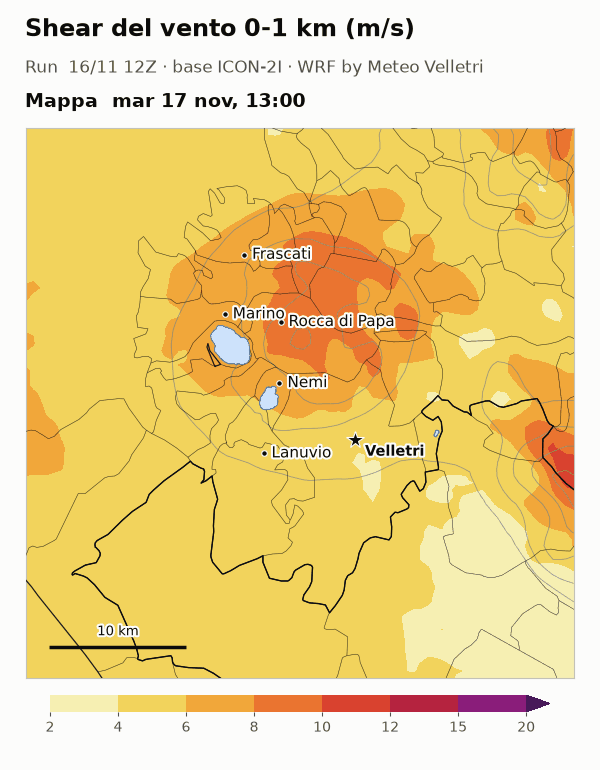 Shear del vento 0-1 km (m/s)
Run 16/11 12Z · base ICON-2I · WRF by Meteo Velletri
Mappa mar 17 nov, 13:00
Frascati
Marino
Rocca di Papa
Nemi
Velletri
Lanuvio
10 km
2 4 6 8 10 12 15 20